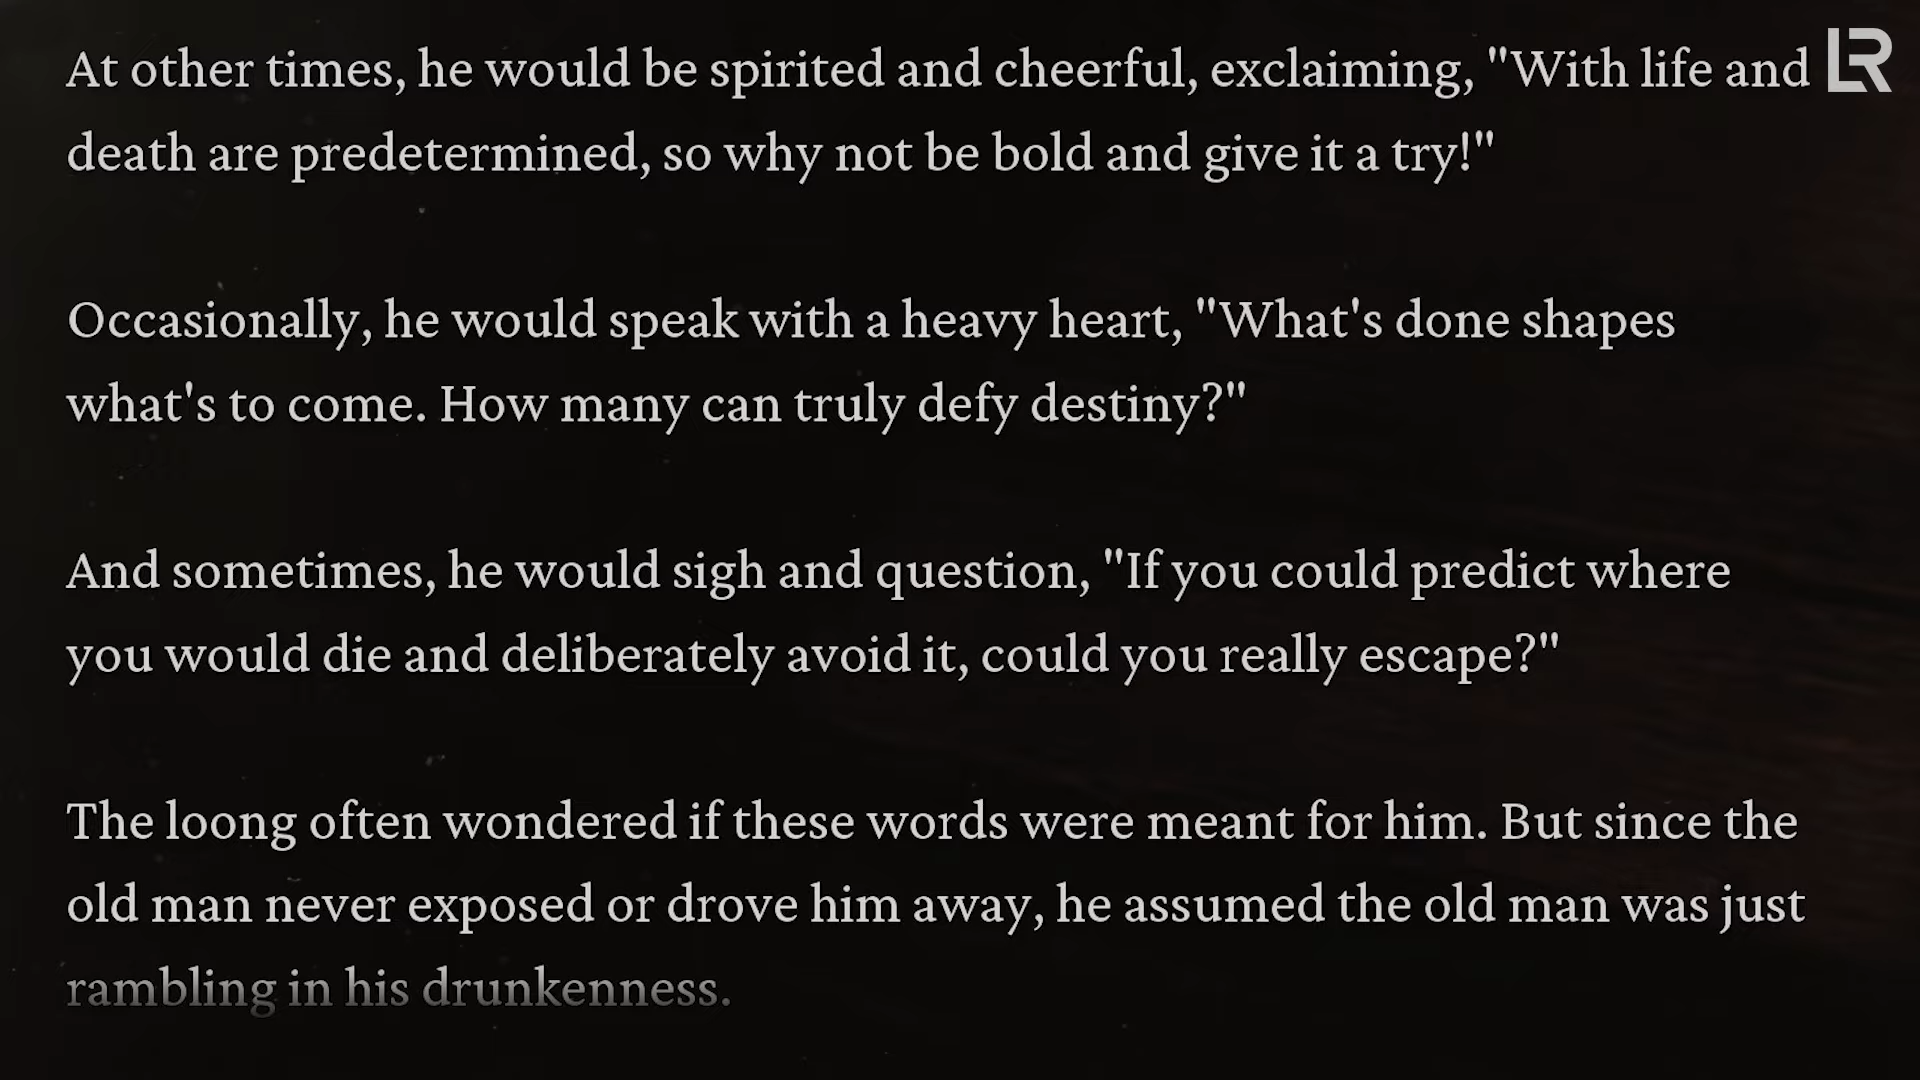 At other times, he would be spirited and cheerful, exclaiming, "With life and
LR
death are predetermined, so why not be bold and give it a try!"
Occasionally, he would speak with a heavy heart, "What's done shapes
what's to come. How many can truly defy destiny?"
And sometimes, he would sigh and question, "If you could predict where
you would die and deliberately avoid it, could you really escape?"
The loong often wondered if these words were meant for him. But since the
old man never exposed or drove him away, he assumed the old man was just
rambling in his drunkenness.